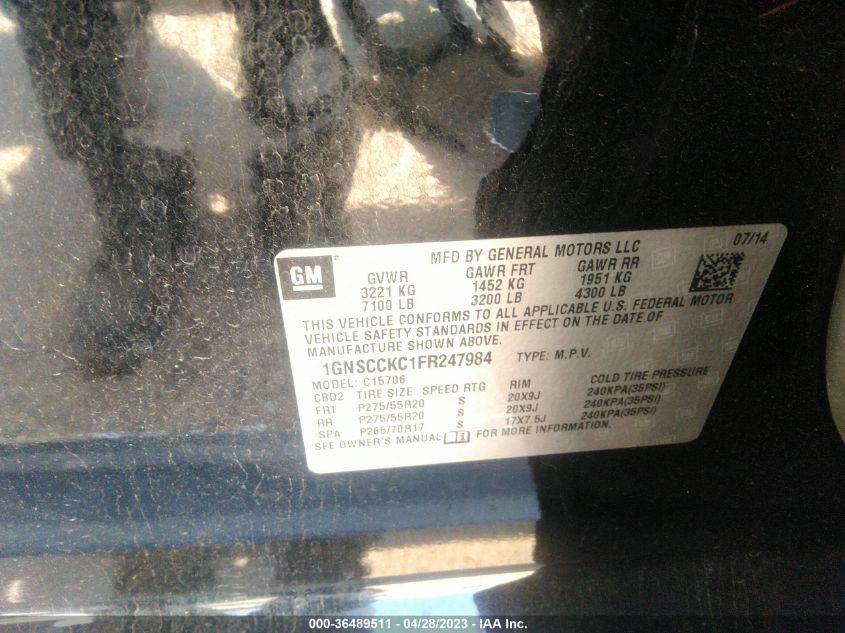 MFD BY GENERAL MOTORS LLC 07/14
GM
GVWR GAWR FRT GAWR RR
3221 KG 1452 KG 1951 KG
7100 LB 3200 LB 4300 LB
THIS VEHICLE CONFORMS TO ALL APPLICABLE U.S. FEDERAL MOTOR
VEHICLE SAFETY STANDARDS IN EFFECT ON THE DATE OF
MANUFACTURE SHOWN ABOVE.
1GNSCCKC1FR247984 TYPE: M.P.V.
MODEL: C15706
CBD2 TIRE SIZE SPEED RTG RIM COLD TIRE PRESSURE
FRT P275/55R20 S 20X9J 240KPA(35PSI)
RR P275/55R20 S 20X9J 240KPA(35PSI)
SPA P265/70R17 S 17X7.5J 240KPA(35PSI)
SEE OWNER'S MANUAL FOR MORE INFORMATION.
000-36489511 - 04/28/2023 - IAA Inc.